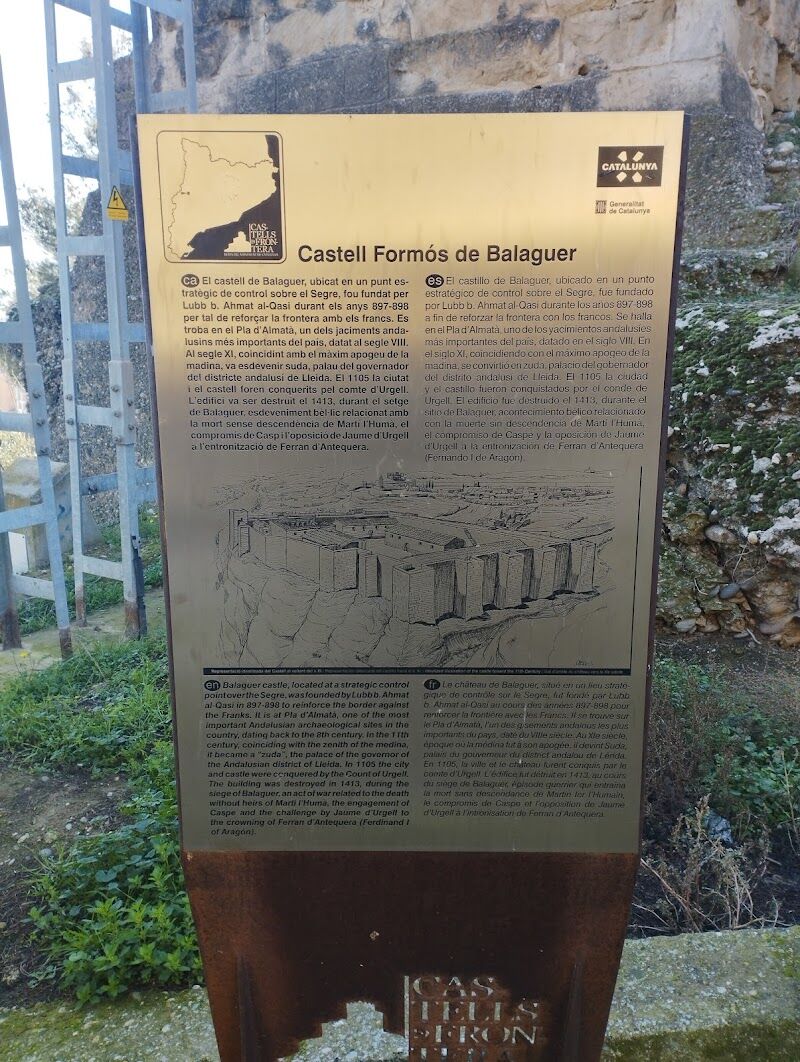 CAS
TELLS
D FRON
TERA
CATALUNYA
Generalitat
de Catalunya
Castell Formós de Balaguer
ca El castell de Balaguer, ubicat en un punt es-
tratègic de control sobre el Segre, fou fundat per
Lubb b. Ahmat al-Qasi durant els anys 897-898
per tal de reforçar la frontera amb els francs. Es
troba en el Pla d'Almatà, un dels jaciments anda-
lusins més importants del país, datat al segle VIII.
Al segle XI, coincidint amb el màxim apogeu de la
madina, va esdevenir suda, palau del governador
del districte andalusí de Lleida. El 1105 la ciutat
i el castell foren conquerits pel comte d'Urgell.
L'edifici va ser destruït el 1413, durant el setge
de Balaguer, esdeveniment bèl·lic relacionat amb
la mort sense descendència de Martí l'Humà, el
compromís de Casp i l'oposició de Jaume d'Urgell
a l'entronització de Ferran d'Antequera.
es El castillo de Balaguer, ubicado en un punto
estratégico de control sobre el Segre, fue fundado
por Lubb b. Ahmat al-Qasi durante los años 897-898
a fin de reforzar la frontera con los francos. Se halla
en el Pla d'Almatà, uno de los yacimientos andalusíes
más importantes del país, datado en el siglo VIII. En
el siglo XI, coincidiendo con el máximo apogeo de la
madina, se convirtió en zuda, palacio del gobernador
del distrito andalusí de Lleida. El 1105 la ciudad
y el castillo fueron conquistados por el conde de
Urgell. El edificio fue destruido el 1413, durante el
sitio de Balaguer, acontecimiento bélico relacionado
con la muerte sin descendencia de Martí l'Humà,
el compromiso de Caspe y la oposición de Jaume
d'Urgell a la entronización de Ferran d'Antequera
(Fernando I de Aragón).
en Balaguer castle, located at a strategic control
point over the Segre, was founded by Lubb b. Ahmat
al-Qasi in 897-898 to reinforce the border against
the Franks. It is at Pla d'Almatà, one of the most
important Andalusian archaeological sites in the
country, dating back to the 8th century. In the 11th
century, coinciding with the zenith of the medina,
it became a "zuda", the palace of the governor of
the Andalusian district of Lleida. In 1105 the city
and castle were conquered by the Count of Urgell.
The building was destroyed in 1413, during the
siege of Balaguer, an act of war related to the death
without heirs of Martí l'Humà, the engagement of
Caspe and the challenge by Jaume d'Urgell to
the crowning of Ferran d'Antequera (Ferdinand I
of Aragón).
fr Le château de Balaguer, situé en un lieu straté-
gique de contrôle sur le Segre, fut fondé par Lubb
b. Ahmat al-Qasi au cours des années 897-898 pour
renforcer la frontière avec les Francs. Il se trouve sur
le Pla d'Almatà, l'un des gisements andalous les plus
importants du pays, daté du VIIIe siècle. Au XIe siècle,
époque où la médina fut à son apogée, il devint Suda,
palais du gouverneur du district andalou de Lérida.
En 1105, la ville et le château furent conquis par le
comte d'Urgell. L'édifice fut détruit en 1413, au cours
du siège de Balaguer, épisode guerrier qui entraîna
la mort sans descendance de Martin Ier l'Humain,
le compromis de Caspe et l'opposition de Jaume
d'Urgell à l'intronisation de Ferran d'Antequera.
CAS
TELLS
D FRON
TERA